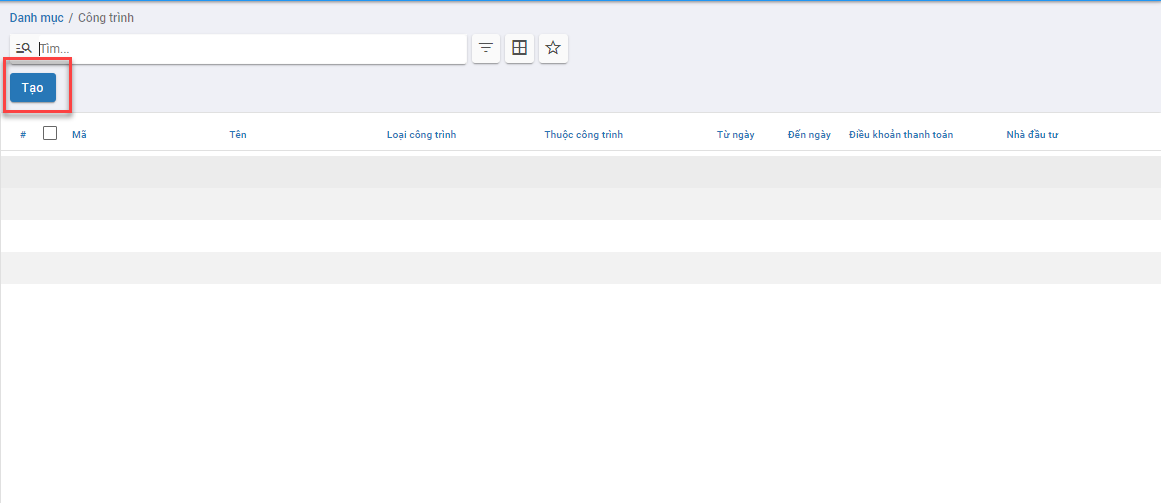 Danh mục / Công trình
Tìm...
Tạo
# Mã Tên Loại công trình Thuộc công trình Từ ngày Đến ngày Điều khoản thanh toán Nhà đầu tư